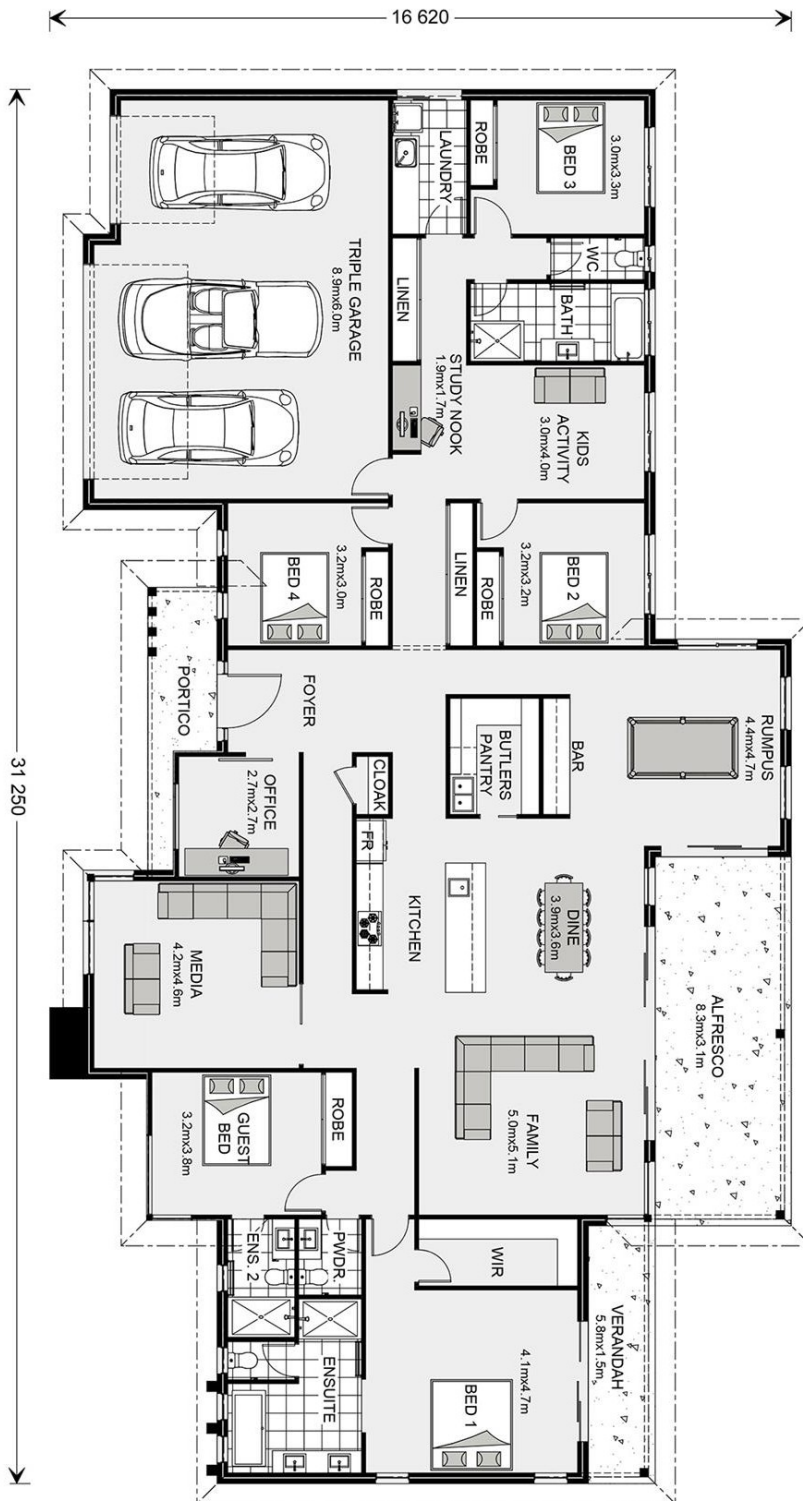 16 620
31 250
TRIPLE GARAGE
8.9mx6.0m
LAUNDRY
ROBE
BED 3
3.0mx3.3m
WC
BATH
LINEN
STUDY NOOK
1.9mx1.7m
KIDS
ACTIVITY
3.0mx4.0m
BED 4
3.2mx3.0m
ROBE
LINEN
ROBE
BED 2
3.2mx3.2m
PORTICO
FOYER
BUTLERS
PANTRY
BAR
RUMPUS
4.4mx4.7m
OFFICE
2.7mx2.7m
CLOAK
FR
KITCHEN
DINE
3.9mx3.6m
ALFRESCO
8.3mx3.1m
MEDIA
4.2mx4.6m
FAMILY
5.0mx5.1m
GUEST
BED
3.2mx3.8m
ROBE
ENS. 2
PWDR.
WIR
VERANDAH
5.8mx1.5m
ENSUITE
BED 1
4.1mx4.7m